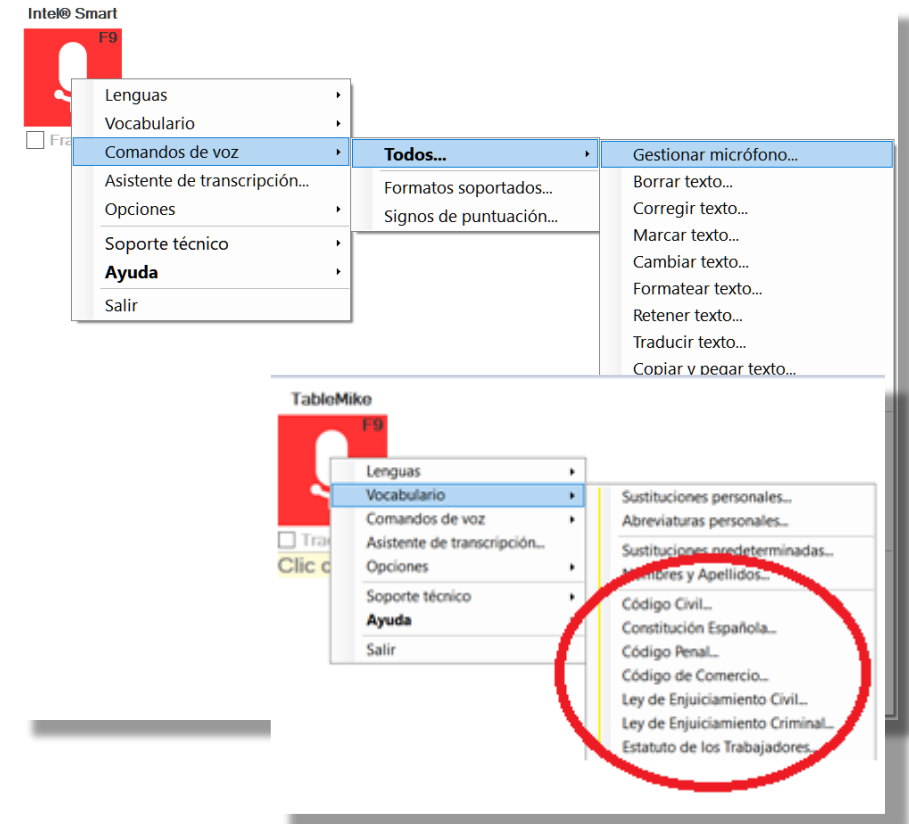 Intel® Smart
F9
Lenguas
Vocabulario
Comandos de voz
Asistente de transcripción...
Opciones
Soporte técnico
Ayuda
Salir
Fra
Todos...
Formatos soportados...
Signos de puntuación...
Gestionar micrófono...
Borrar texto...
Corregir texto...
Marcar texto...
Cambiar texto...
Formatear texto...
Retener texto...
Traducir texto...
Copiar y pegar texto...
TableMike
F9
Lenguas
Vocabulario
Comandos de voz
Asistente de transcripción...
Opciones
Soporte técnico
Ayuda
Salir
Tra
Clic c
Sustituciones personales...
Abreviaturas personales...
Sustituciones predeterminadas...
Nombres y Apellidos...
Código Civil...
Constitución Española...
Código Penal...
Código de Comercio...
Ley de Enjuiciamiento Civil...
Ley de Enjuiciamiento Criminal...
Estatuto de los Trabajadores...